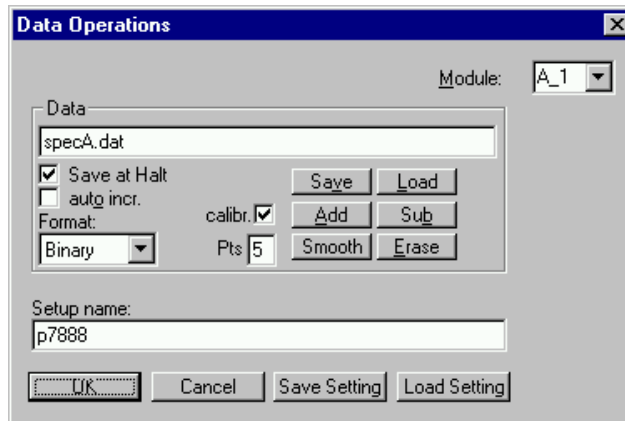 Data Operations
Module: A_1
Data
specA.dat
Save at Halt
auto incr.
Save Load
Format: calibr. Add Sub
Binary Pts 5 Smooth Erase
Setup name:
p7888
OK Cancel Save Setting Load Setting